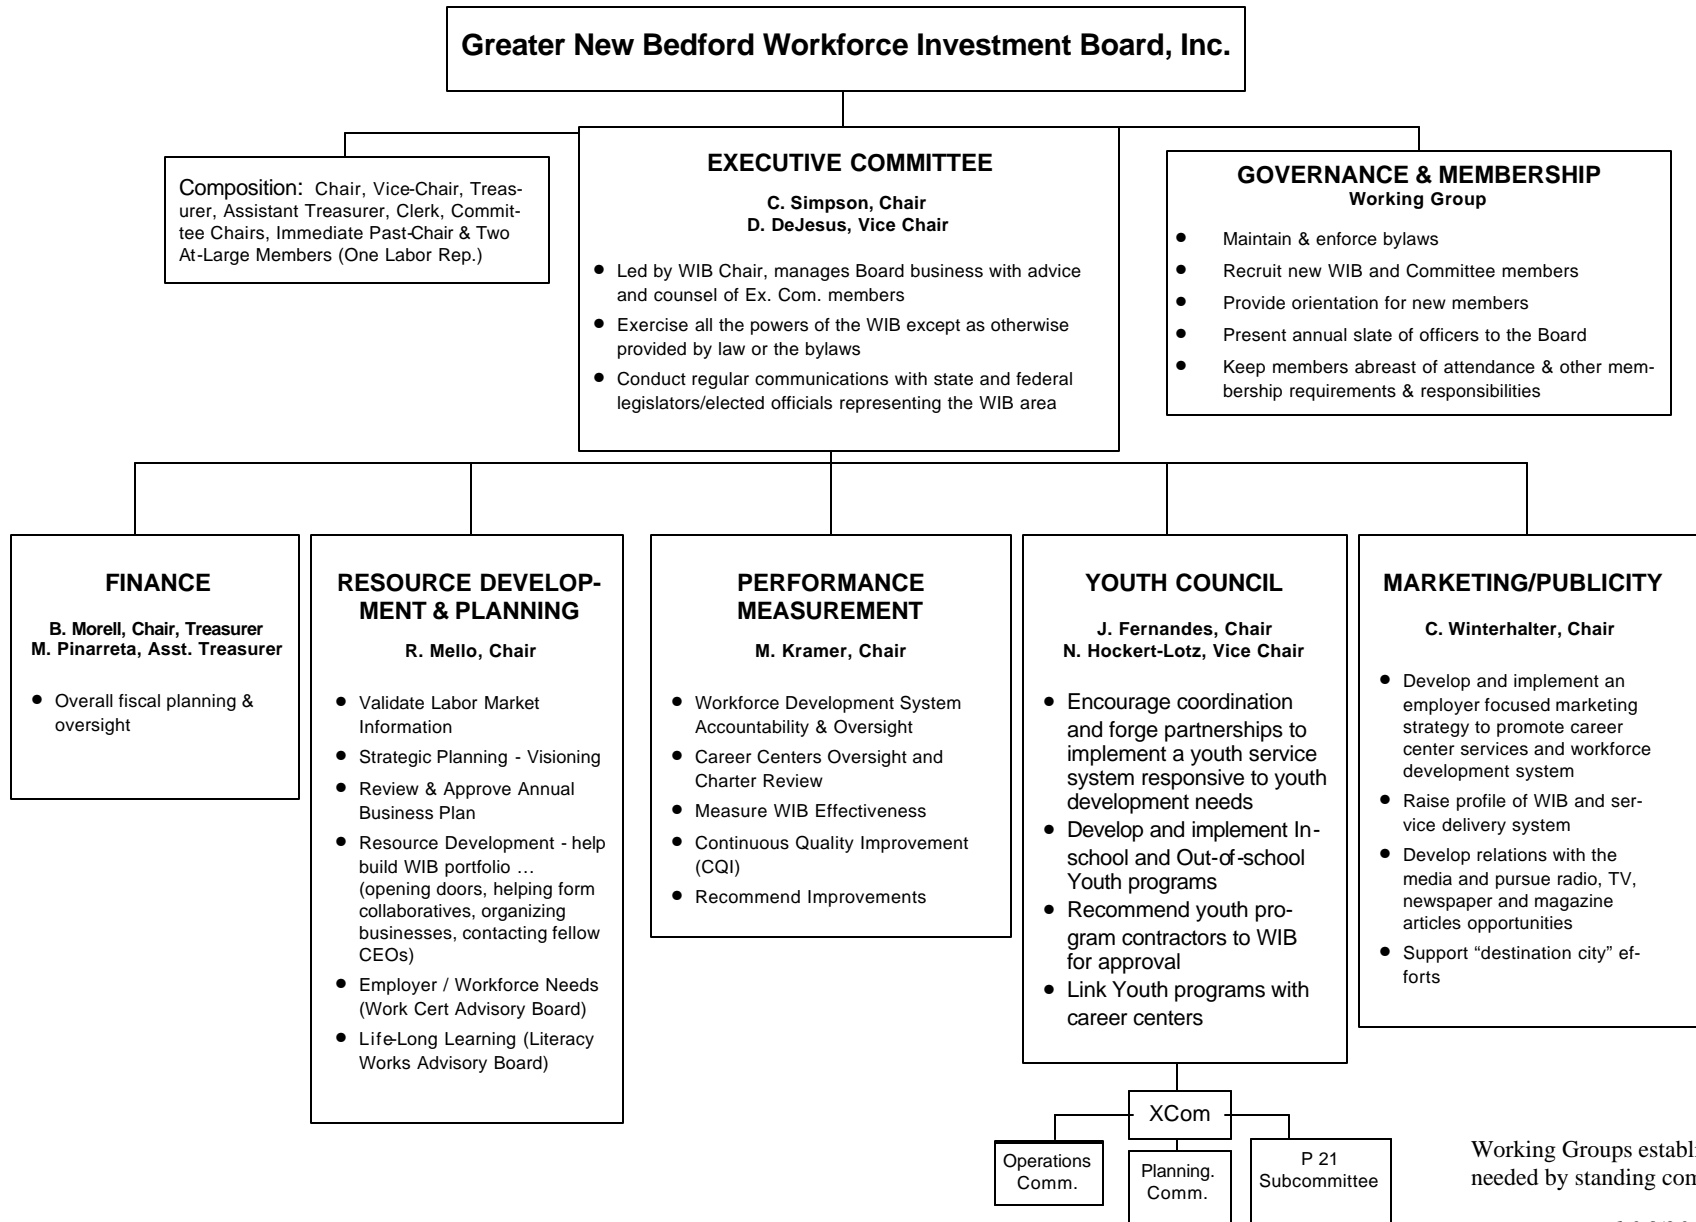 Greater New Bedford Workforce Investment Board, Inc.
Composition: Chair, Vice-Chair, Treas-
urer, Assistant Treasurer, Clerk, Commit-
tee Chairs, Immediate Past-Chair & Two
At-Large Members (One Labor Rep.)
EXECUTIVE COMMITTEE
C. Simpson, Chair
D. DeJesus, Vice Chair
• Led by WIB Chair, manages Board business with advice
and counsel of Ex. Com. members
• Exercise all the powers of the WIB except as otherwise
provided by law or the bylaws
• Conduct regular communications with state and federal
legislators/elected officials representing the WIB area
GOVERNANCE & MEMBERSHIP
Working Group
• Maintain & enforce bylaws
• Recruit new WIB and Committee members
• Provide orientation for new members
• Present annual slate of officers to the Board
• Keep members abreast of attendance & other mem-
bership requirements & responsibilities
FINANCE
B. Morell, Chair, Treasurer
M. Pinarreta, Asst. Treasurer
• Overall fiscal planning &
oversight
RESOURCE DEVELOP-
MENT & PLANNING
R. Mello, Chair
• Validate Labor Market
Information
• Strategic Planning - Visioning
• Review & Approve Annual
Business Plan
• Resource Development - help
build WIB portfolio …
(opening doors, helping form
collaboratives, organizing
businesses, contacting fellow
CEOs)
• Employer / Workforce Needs
(Work Cert Advisory Board)
• Life-Long Learning (Literacy
Works Advisory Board)
PERFORMANCE
MEASUREMENT
M. Kramer, Chair
• Workforce Development System
Accountability & Oversight
• Career Centers Oversight and
Charter Review
• Measure WIB Effectiveness
• Continuous Quality Improvement
(CQI)
• Recommend Improvements
YOUTH COUNCIL
J. Fernandes, Chair
N. Hockert-Lotz, Vice Chair
• Encourage coordination
and forge partnerships to
implement a youth service
system responsive to youth
development needs
• Develop and implement In-
school and Out-of-school
Youth programs
• Recommend youth pro-
gram contractors to WIB
for approval
• Link Youth programs with
career centers
MARKETING/PUBLICITY
C. Winterhalter, Chair
• Develop and implement an
employer focused marketing
strategy to promote career
center services and workforce
development system
• Raise profile of WIB and ser-
vice delivery system
• Develop relations with the
media and pursue radio, TV,
newspaper and magazine
articles opportunities
• Support “destination city” ef-
forts
XCom
Operations
Comm.
Planning.
Comm.
P 21
Subcommittee
Working Groups
needed by standing